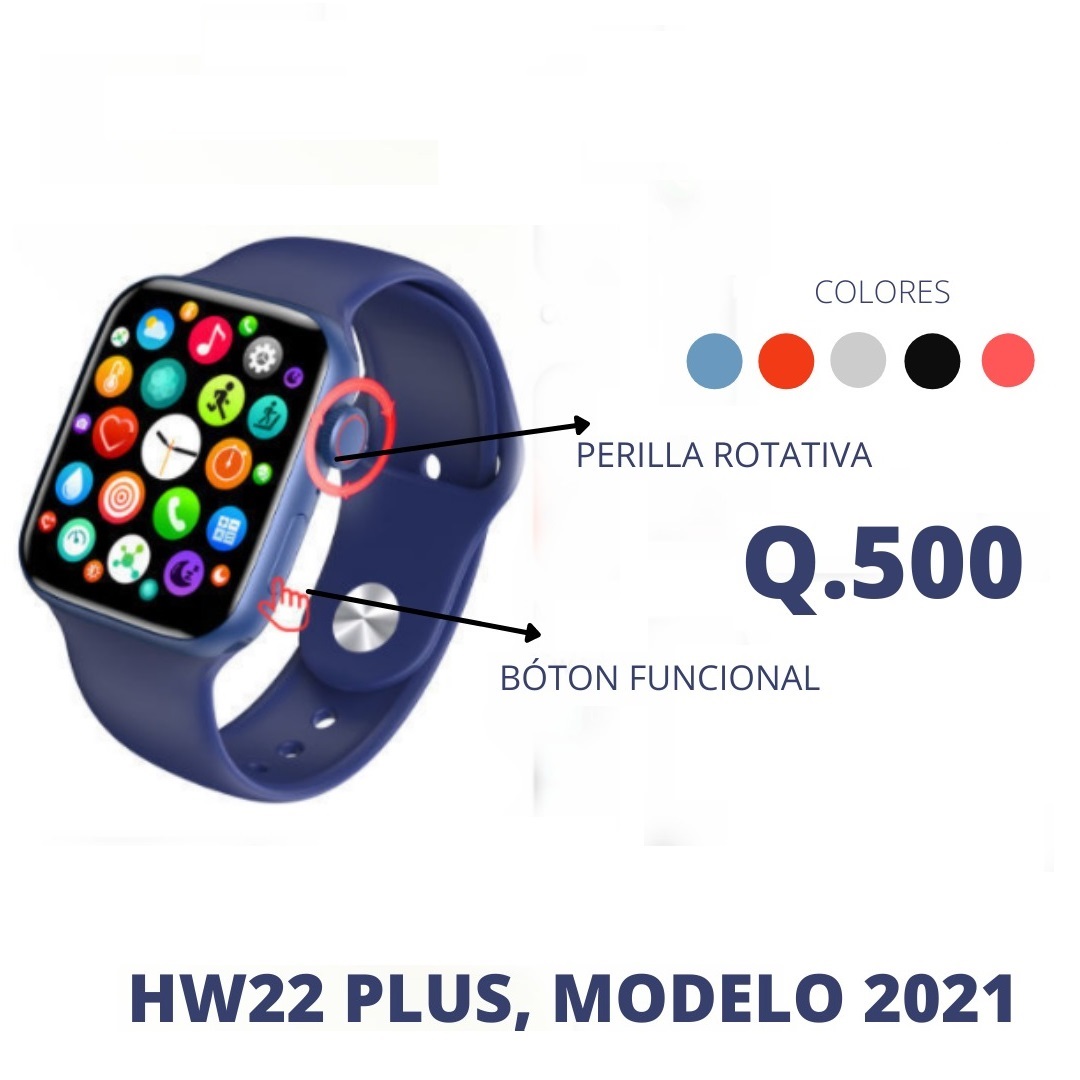 COLORES
PERILLA ROTATIVA
Q.500
BÓTON FUNCIONAL
HW22 PLUS, MODELO 2021